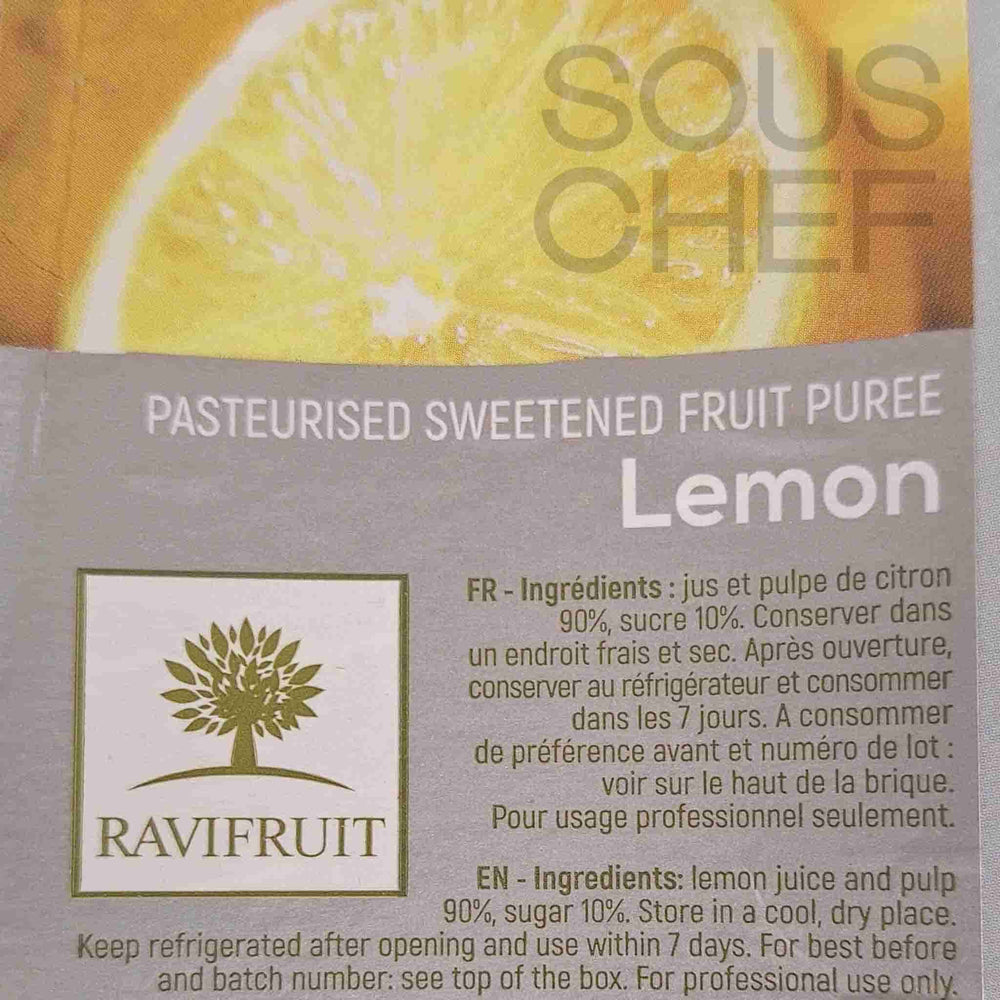 SOUS
CHEF
PASTEURISED SWEETENED FRUIT PUREE
Lemon
RAVIFRUIT
FR - Ingrédients : jus et pulpe de citron
90%, sucre 10%. Conserver dans
un endroit frais et sec. Après ouverture,
conserver au réfrigérateur et consommer
dans les 7 jours. A consommer
de préférence avant et numéro de lot :
voir sur le haut de la brique.
Pour usage professionnel seulement.
EN - Ingredients: lemon juice and pulp
90%, sugar 10%. Store in a cool, dry place.
Keep refrigerated after opening and use within 7 days. For best before
and batch number: see top of the box. For professional use only.